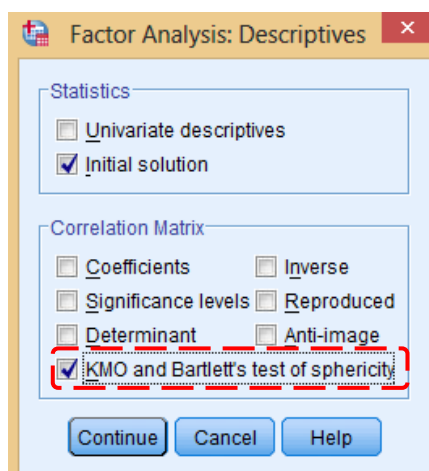 Factor Analysis: Descriptives
Statistics
Univariate descriptives
Initial solution
Correlation Matrix
Coefficients Inverse
Significance levels Reproduced
Determinant Anti-image
KMO and Bartlett's test of sphericity
Continue Cancel Help